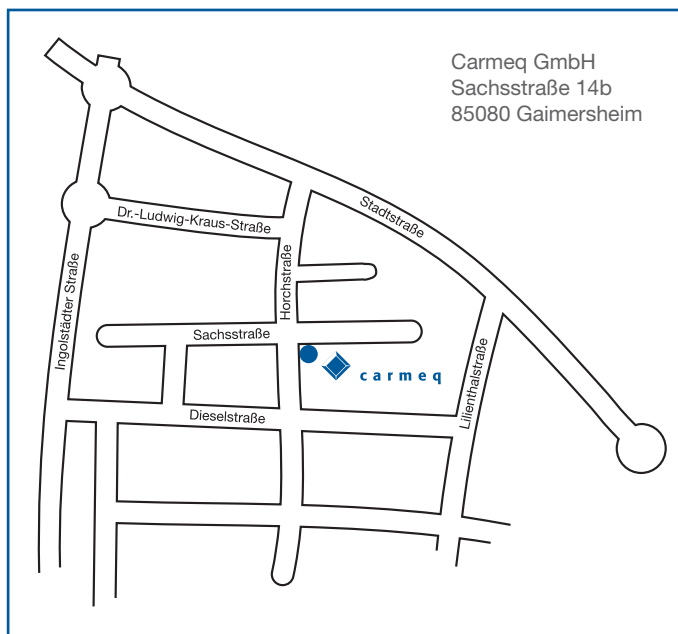 Carmeq GmbH
Sachsstraße 14b
85080 Gaimersheim
Stadtstraße
Dr.-Ludwig-Kraus-Straße
Horchstraße
Ingolstädter Straße
Sachsstraße
Lilienthalstraße
carmeq
Dieselstraße